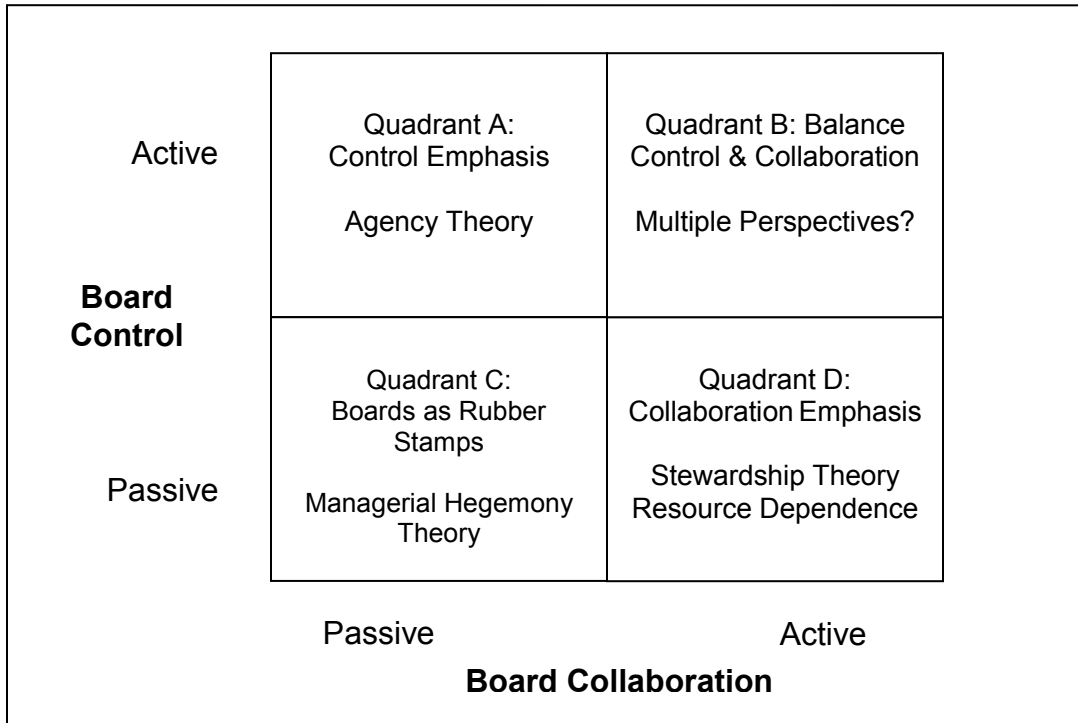 Active
Quadrant A:
Control Emphasis
Agency Theory
Quadrant B: Balance
Control & Collaboration
Multiple Perspectives?
Board
Control
Passive
Quadrant C:
Boards as Rubber
Stamps
Managerial Hegemony
Theory
Quadrant D:
Collaboration Emphasis
Stewardship Theory
Resource Dependence
Passive
Active
Board Collaboration